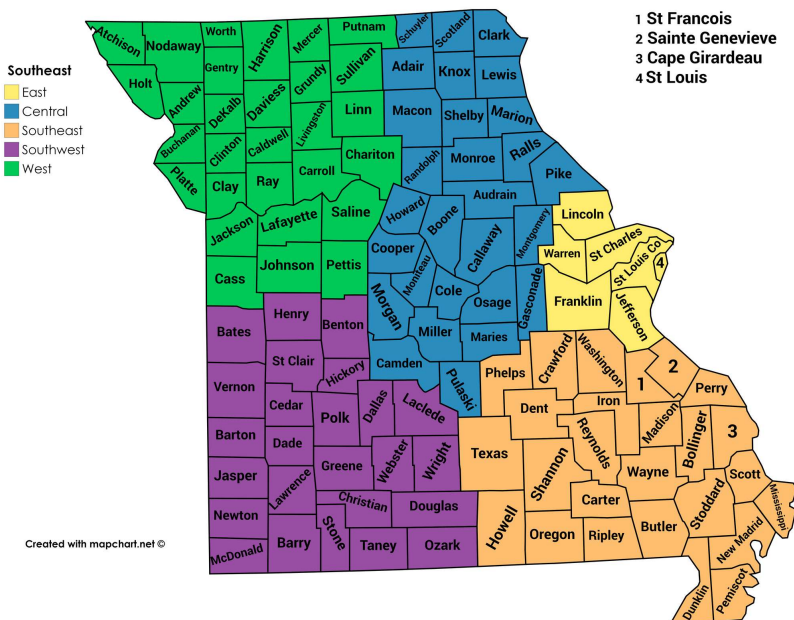 1 St Francois
2 Sainte Genevieve
3 Cape Girardeau
4 St Louis
Southeast
East
Central
Southeast
Southwest
West
Atchison
Nodaway
Worth
Harrison
Mercer
Putnam
Schuyler
Scotland
Clark
Holt
Andrew
Gentry
DeKalb
Daviess
Grundy
Sullivan
Adair
Knox
Lewis
Buchanan
Clinton
Caldwell
Livingston
Linn
Macon
Shelby
Marion
Platte
Clay
Ray
Carroll
Chariton
Randolph
Monroe
Ralls
Pike
Audrain
Jackson
Lafayette
Saline
Howard
Boone
Callaway
Montgomery
Lincoln
Warren
St Charles
St Louis Co
4
Cass
Johnson
Pettis
Cooper
Moniteau
Cole
Osage
Gasconade
Franklin
Jefferson
Bates
Henry
Benton
Morgan
Miller
Maries
Camden
Pulaski
Phelps
Crawford
Washington
1
2
Perry
Vernon
St Clair
Hickory
Cedar
Polk
Dallas
Laclede
Dent
Iron
Madison
Bollinger
3
Barton
Dade
Greene
Webster
Wright
Texas
Shannon
Reynolds
Wayne
Scott
Mississippi
Jasper
Lawrence
Christian
Douglas
Howell
Carter
Butler
Stoddard
New Madrid
Newton
McDonald
Barry
Stone
Taney
Ozark
Oregon
Ripley
Dunklin
Pemiscot
Created with mapchart.net ©